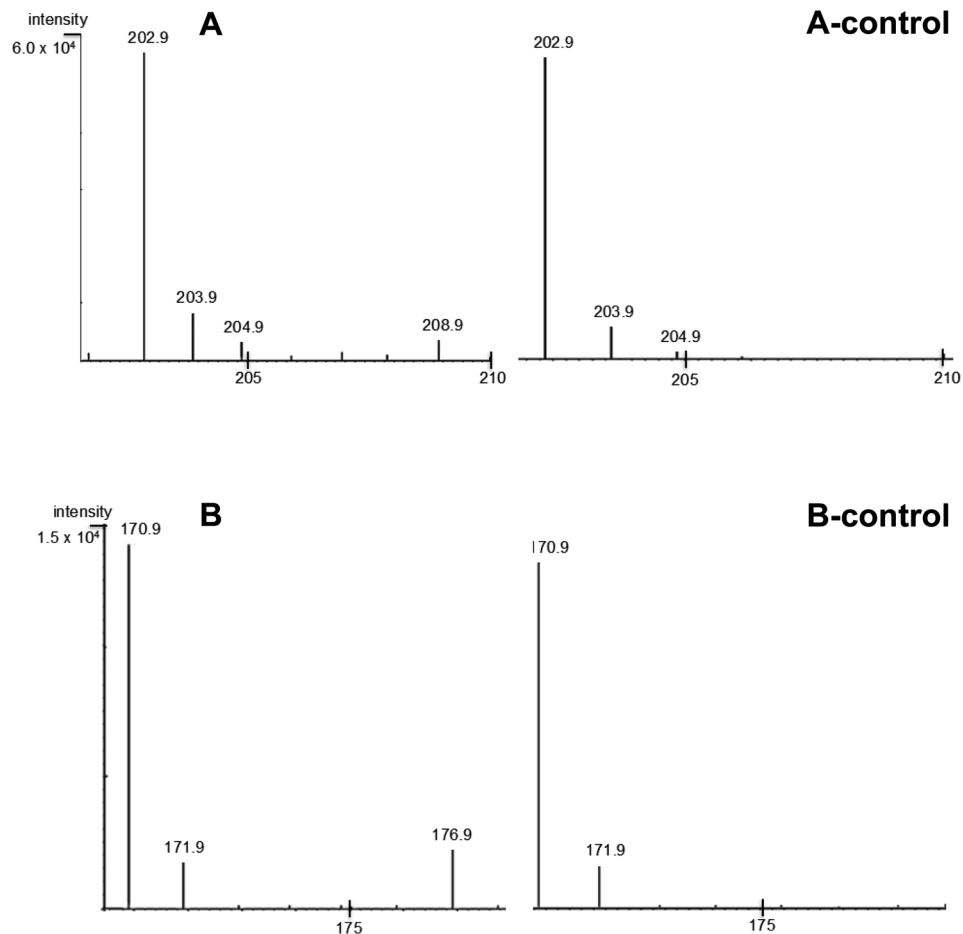 intensity
6.0 x 10⁴
A
202.9
203.9
204.9
208.9
205
210
A-control
202.9
203.9
204.9
205
210
intensity
1.5 x 10⁴
B
170.9
171.9
176.9
175
B-control
170.9
171.9
175